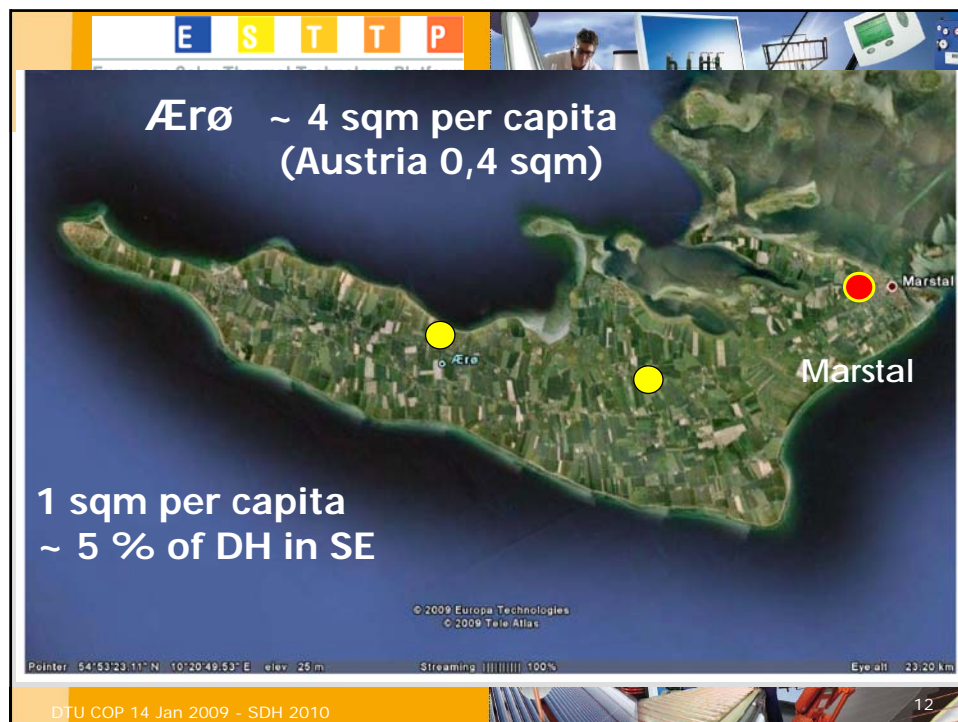 E S T T P
Ærø ~ 4 sqm per capita
(Austria 0,4 sqm)
Marstal
Ærø
Marstal
1 sqm per capita
~ 5 % of DH in SE
© 2009 Europa Technologies
© 2009 Tele Atlas
Pointer 54°53'23.11" N 10°20'49.53" E elev 25 m Streaming ||||||||| 100% Eye alt 23.20 km
DTU COP 14 Jan 2009 - SDH 2010
12